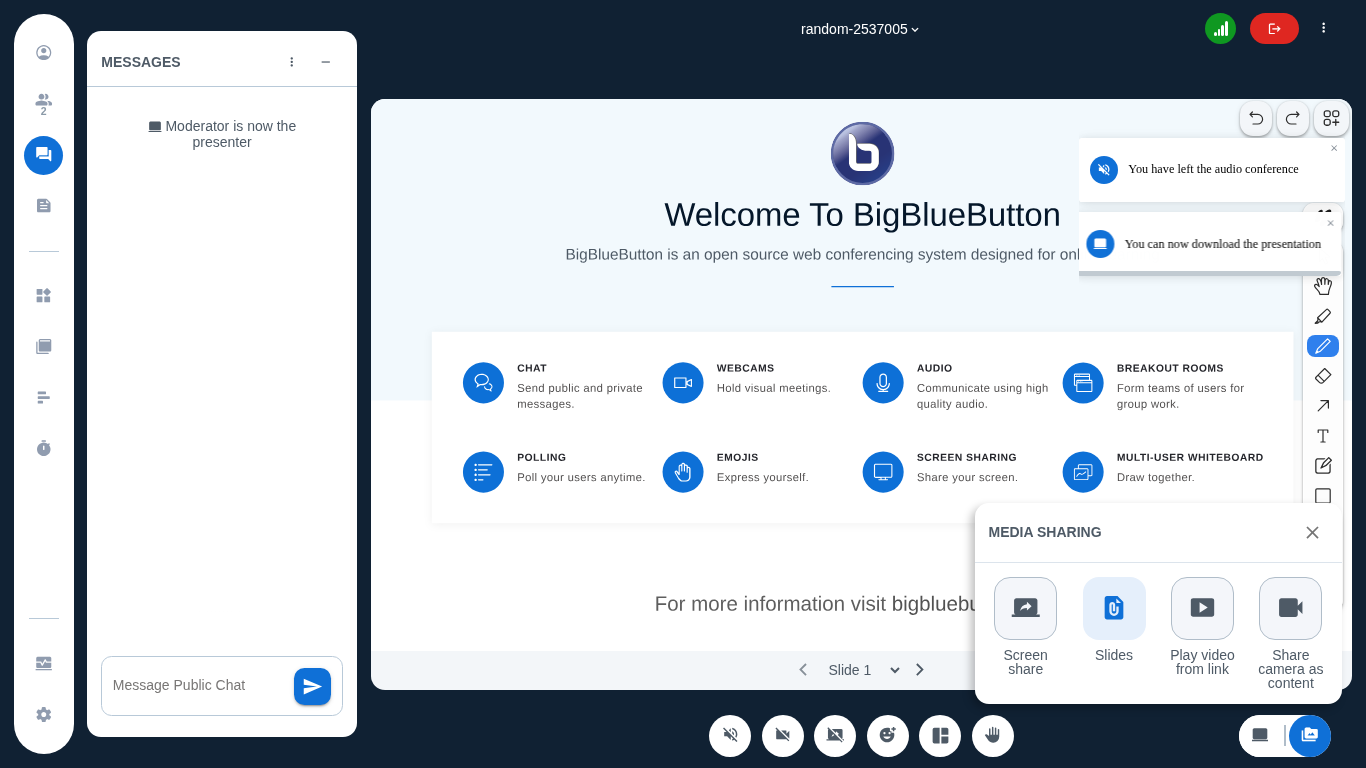 random-2537005
MESSAGES
2
Moderator is now the
presenter
Message Public Chat
You have left the audio conference
You can now download the presentation
Welcome To BigBlueButton
BigBlueButton is an open source web conferencing system designed for
CHAT
Send public and private
messages.
WEBCAMS
Hold visual meetings.
AUDIO
Communicate using high
quality audio.
BREAKOUT ROOMS
Form teams of users for
group work.
POLLING
Poll your users anytime.
EMOJIS
Express yourself.
SCREEN SHARING
Share your screen.
MULTI-USER WHITEBOARD
Draw together.
For more information visit
Slide 1
MEDIA SHARING
Screen
share
Slides
Play video
from link
Share
camera as
content